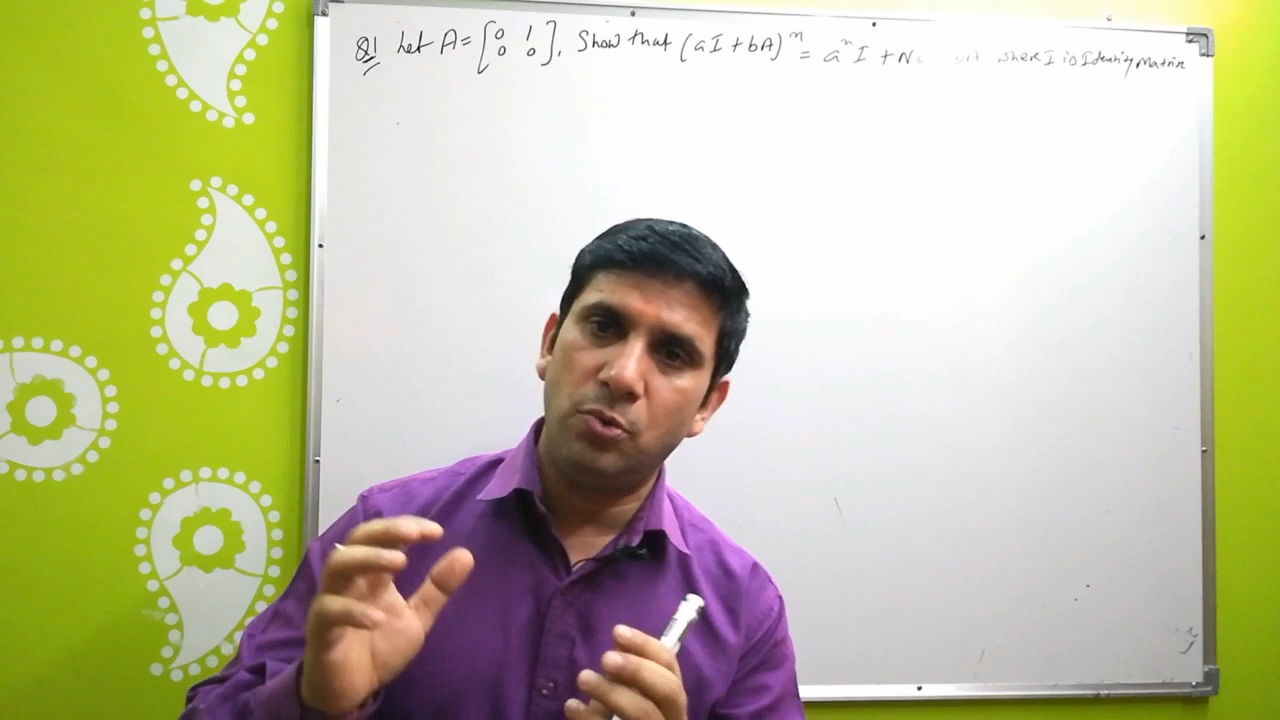 Q1 Let A = [0 1 0 0], Show that (aI + bA)^n = a^n I + where I is Identity Matrix